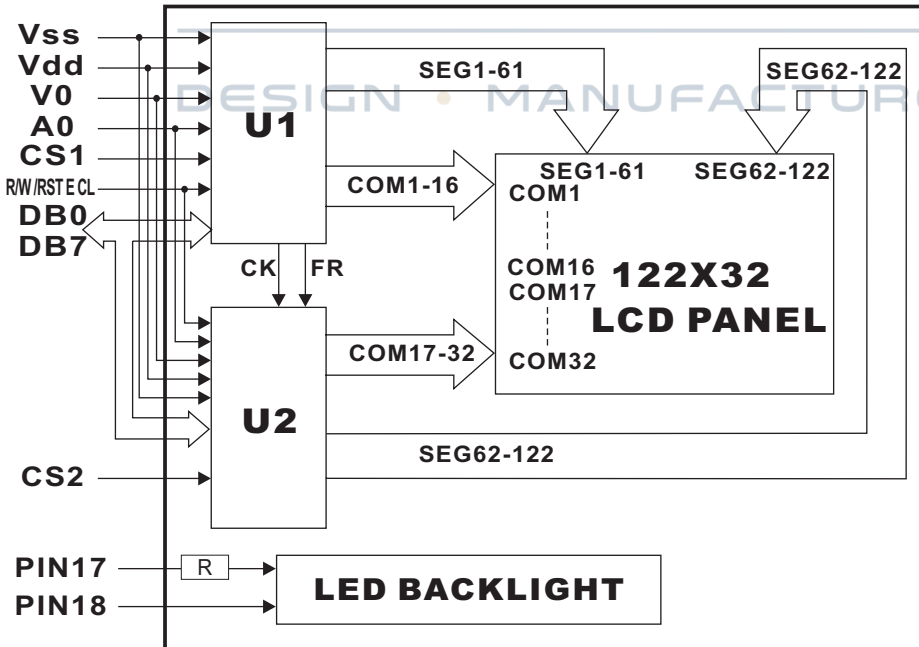 Vss
Vdd
V0
A0
CS1
R/W/RST E CL
DB0
DB7
CS2
PIN17
PIN18
U1
CK
FR
U2
SEG1-61
SEG62-122
DESIGN • MANUFACTUR
COM1-16
COM17-32
SEG62-122
SEG1-61
SEG62-122
COM1
COM16
COM17
COM32
122X32
LCD PANEL
R
LED BACKLIGHT